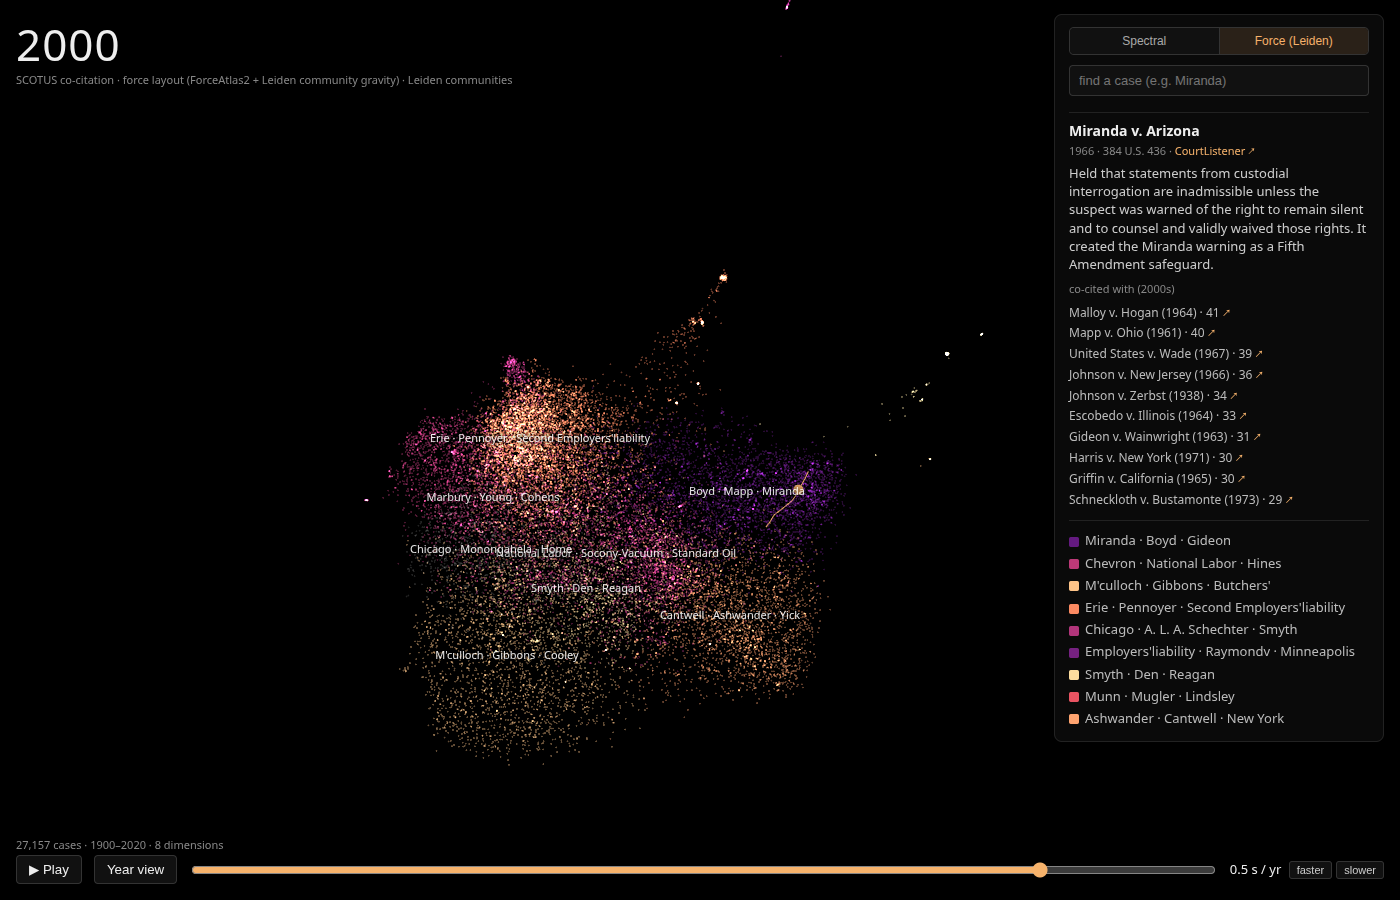 2000
SCOTUS co-citation · force layout (ForceAtlas2 + Leiden community gravity) · Leiden communities
Spectral
Force (Leiden)
find a case (e.g. Miranda)
Miranda v. Arizona
1966 · 384 U.S. 436 · CourtListener ↗
Held that statements from custodial
interrogation are inadmissible unless the
suspect was warned of the right to remain silent
and to counsel and validly waived those rights. It
created the Miranda warning as a Fifth
Amendment safeguard.
co-cited with (2000s)
Malloy v. Hogan (1964) · 41 ↗
Mapp v. Ohio (1961) · 40 ↗
United States v. Wade (1967) · 39 ↗
Johnson v. New Jersey (1966) · 36 ↗
Johnson v. Zerbst (1938) · 34 ↗
Escobedo v. Illinois (1964) · 33 ↗
Gideon v. Wainwright (1963) · 31 ↗
Harris v. New York (1971) · 30 ↗
Griffin v. California (1965) · 30 ↗
Schneckloth v. Bustamonte (1973) · 29 ↗
Miranda · Boyd · Gideon
Chevron · National Labor · Hines
M'culloch · Gibbons · Butchers'
Erie · Pennoyer · Second Employers'liability
Chicago · A. L. A. Schechter · Smyth
Employers'liability · Raymondv · Minneapolis
Smyth · Den · Reagan
Munn · Mugler · Lindsley
Ashwander · Cantwell · New York
Erie · Pennoyer · Second Employers'liability
Boyd · Mapp · Miranda
Marbury · Young · Cohens
Chicago · Monongahela · Home
National Labor · Socony-Vacuum · Standard Oil
Smyth · Den · Reagan
Cantwell · Ashwander · Yick
M'culloch · Gibbons · Cooley
27,157 cases · 1900–2020 · 8 dimensions
▶ Play
Year view
0.5 s / yr
faster
slower